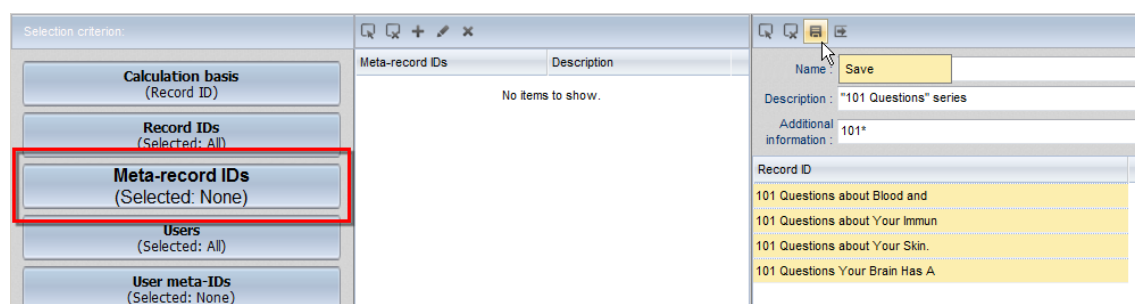 Selection criterion:
Calculation basis
(Record ID)
Record IDs
(Selected: All)
Meta-record IDs
(Selected: None)
Users
(Selected: All)
User meta-IDs
(Selected: None)
Meta-record IDs Description
No items to show.
Name : Save
Description : "101 Questions" series
Additional
information : 101*
Record ID
101 Questions about Blood and
101 Questions about Your Immun
101 Questions about Your Skin.
101 Questions Your Brain Has A